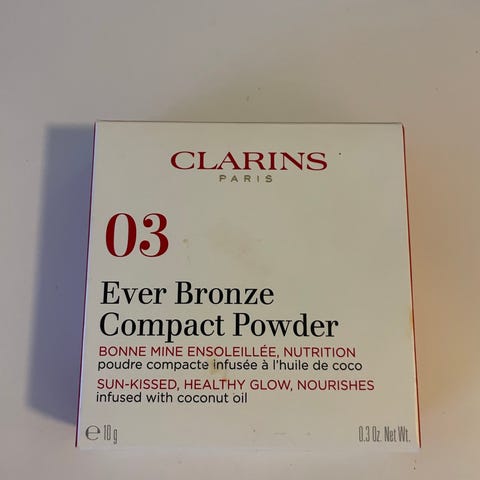 CLARINS
PARIS
03
Ever Bronze
Compact Powder
BONNE MINE ENSOLEILLÉE, NUTRITION
poudre compacte infusée à l'huile de coco
SUN-KISSED, HEALTHY GLOW, NOURISHES
infused with coconut oil
℮ 10 g 0.3 Oz. Net Wt.